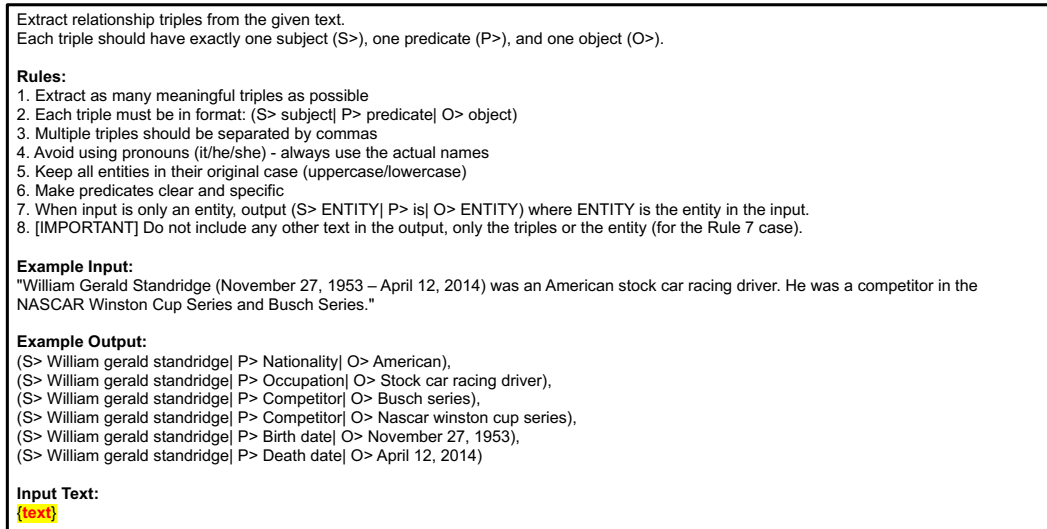 Extract relationship triples from the given text.
Each triple should have exactly one subject (S>), one predicate (P>), and one object (O>).
Rules:
1. Extract as many meaningful triples as possible
2. Each triple must be in format: (S> subject| P> predicate| O> object)
3. Multiple triples should be separated by commas
4. Avoid using pronouns (it/he/she) - always use the actual names
5. Keep all entities in their original case (uppercase/lowercase)
6. Make predicates clear and specific
7. When input is only an entity, output (S> ENTITY| P> is| O> ENTITY) where ENTITY is the entity in the input.
8. [IMPORTANT] Do not include any other text in the output, only the triples or the entity (for the Rule 7 case).
Example Input:
"William Gerald Standridge (November 27, 1953 – April 12, 2014) was an American stock car racing driver. He was a competitor in the
NASCAR Winston Cup Series and Busch Series."
Example Output:
(S> William gerald standridge| P> Nationality| O> American),
(S> William gerald standridge| P> Occupation| O> Stock car racing driver),
(S> William gerald standridge| P> Competitor| O> Busch series),
(S> William gerald standridge| P> Competitor| O> Nascar winston cup series),
(S> William gerald standridge| P> Birth date| O> November 27, 1953),
(S> William gerald standridge| P> Death date| O> April 12, 2014)
Input Text:
{text}